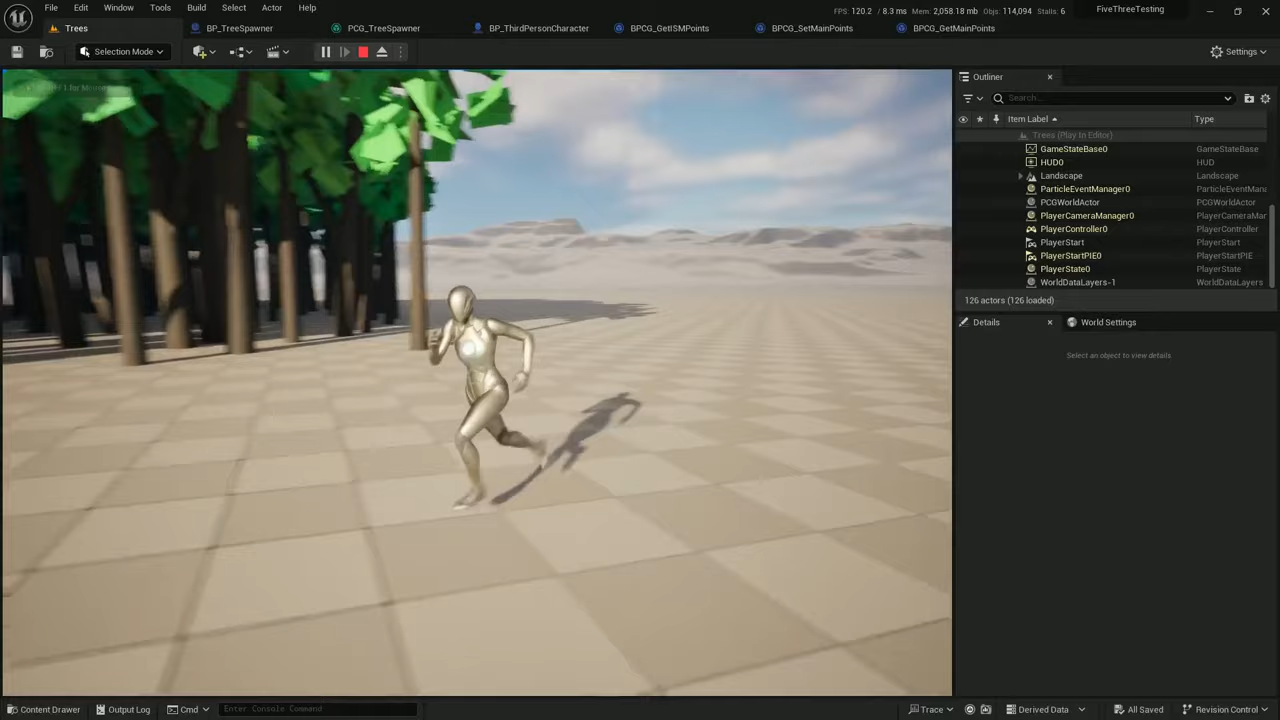 File Edit Window Tools Build Select Actor Help
FPS: 120.2 / 8.3 ms Mem: 2,058.18 mb Obj: 114,094 Stalls: 6
FiveThreeTesting
Trees BP_TreeSpawner PCG_TreeSpawner BP_ThirdPersonCharacter BPCG_GetISMPoints BPCG_SetMainPoints BPCG_GetMainPoints
Selection Mode
Settings
Outliner
Search...
Item Label Type
Trees (Play In Editor)
GameStateBase0 GameStateBase
HUD0 HUD
Landscape Landscape
ParticleEventManager0 ParticleEventMana
PCGWorldActor PCGWorldActor
PlayerCameraManager0 PlayerCameraMar
PlayerController0 PlayerController
PlayerStart PlayerStart
PlayerStartPIE0 PlayerStartPIE
PlayerState0 PlayerState
WorldDataLayers-1 WorldDataLayers
126 actors (126 loaded)
Details World Settings
Select an object to view details
Content Drawer Output Log Cmd Enter Console Command
Trace Derived Data All Saved Revision Control